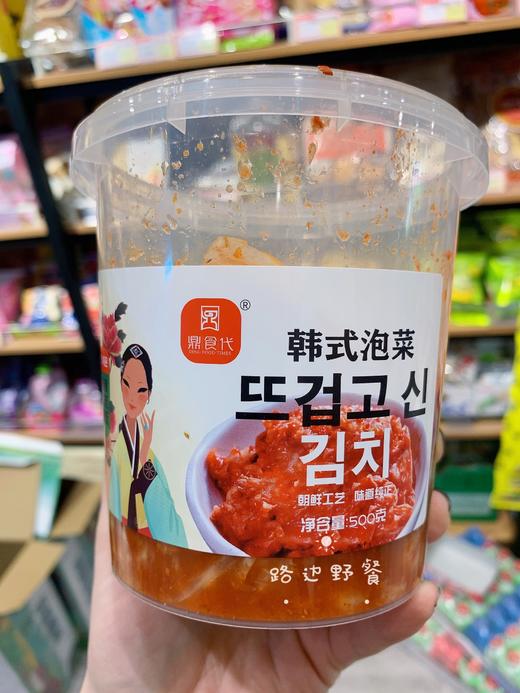 ®
鼎食代
DING FOOD TIMES
韩式泡菜
뜨겁고 신
김치
朝鲜工艺 味道纯正
净含量:500克
路边野餐